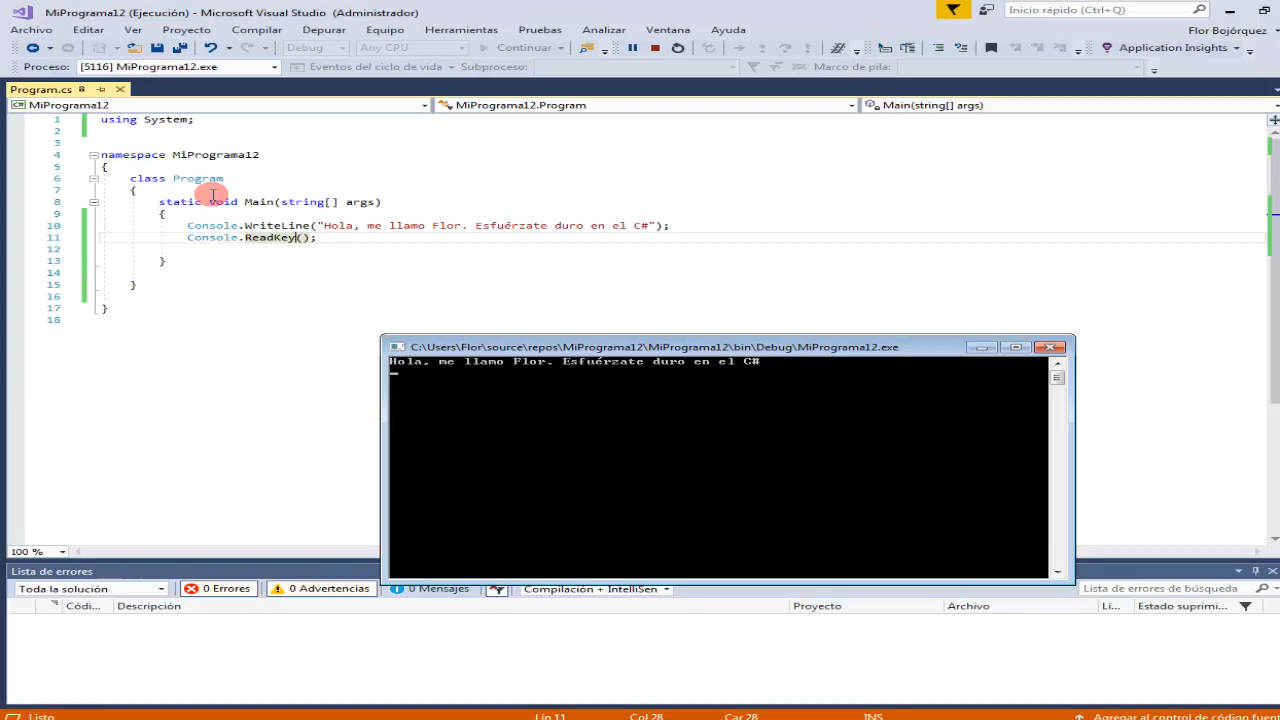 MiPrograma12 (Ejecución) - Microsoft Visual Studio (Administrador)
Inicio rápido (Ctrl+Q)
Archivo Editar Ver Proyecto Compilar Depurar Equipo Herramientas Pruebas Analizar Ventana Ayuda Flor Bojórquez
Debug Any CPU Continuar Application Insights
Proceso: [5116] MiPrograma12.exe Eventos del ciclo de vida Subproceso: Marco de pila:
Program.cs
MiPrograma12 MiPrograma12.Program Main(string[] args)
1 using System;
2
3
4 namespace MiPrograma12
5 {
6 class Program
7 {
8 static void Main(string[] args)
9 {
10 Console.WriteLine("Hola, me llamo Flor. Esfuérzate duro en el C#");
11 Console.ReadKey();
12
13 }
14
15 }
16
17 }
18
C:\Users\Flor\source\repos\MiPrograma12\MiPrograma12\bin\Debug\MiPrograma12.exe
Hola, me llamo Flor. Esfuérzate duro en el C#
100 %
Lista de errores
Toda la solución 0 Errores 0 Advertencias 0 Mensajes Compilación + IntelliSen Lista de errores de búsqueda
Códi... Descripción Proyecto Archivo Lí... Estado suprimi...
Listo Lín 11 Col 28 Car 28 INS Agregar al control de código fuent